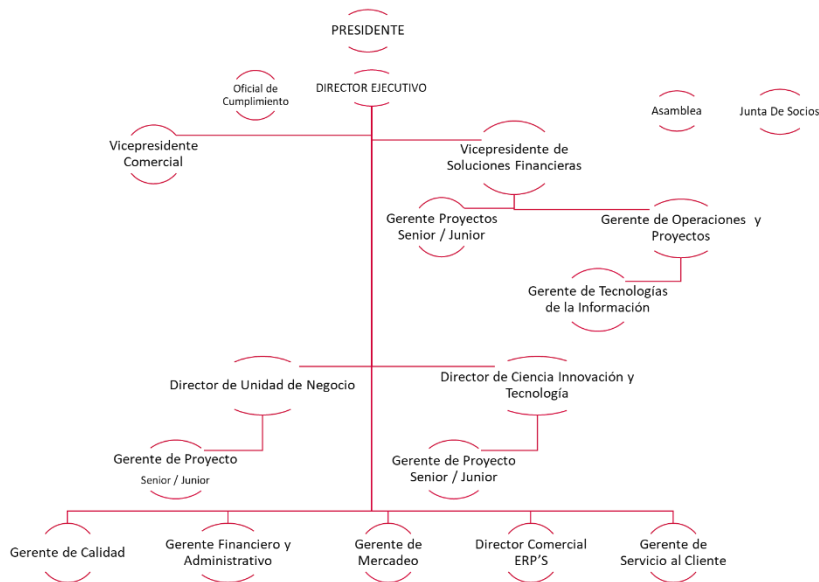 PRESIDENTE
Oficial de
Cumplimiento
DIRECTOR EJECUTIVO
Asamblea
Junta De Socios
Vicepresidente
Comercial
Vicepresidente de
Soluciones Financieras
Gerente Proyectos
Senior / Junior
Gerente de Operaciones y
Proyectos
Gerente de Tecnologías
de la Información
Director de Unidad de Negocio
Director de Ciencia Innovación y
Tecnología
Gerente de Proyecto
Senior / Junior
Gerente de Proyecto
Senior / Junior
Gerente de Calidad
Gerente Financiero y
Administrativo
Gerente de
Mercadeo
Director Comercial
ERP'S
Gerente de
Servicio al Cliente